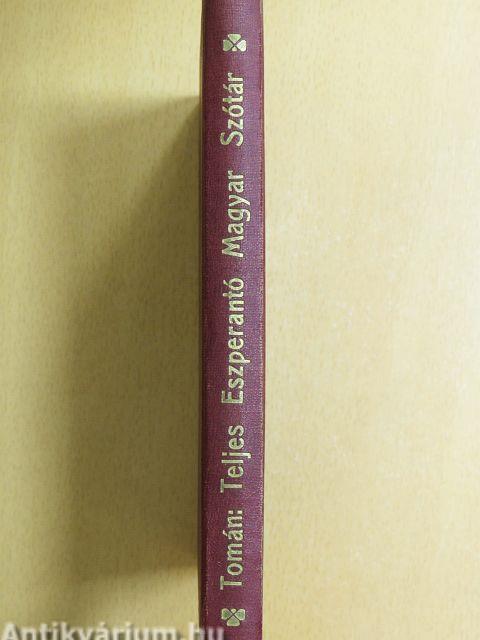 Tomán: Teljes Eszperantó Magyar Szótár
Antikvárium.hu